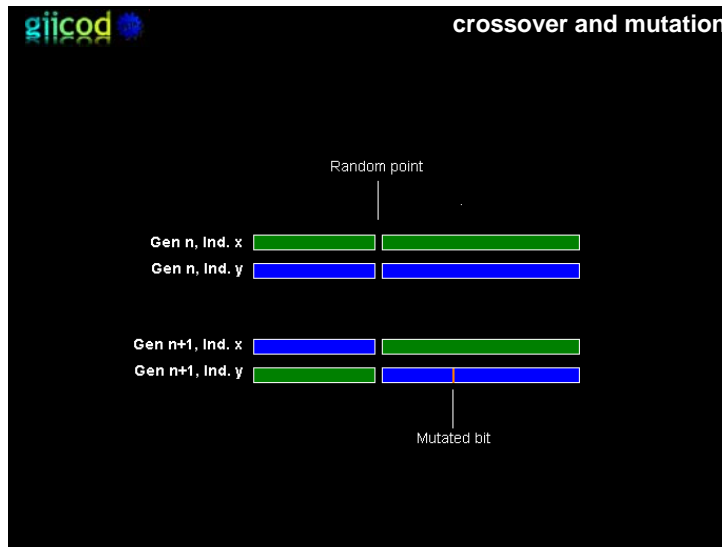 giicod
crossover and mutation
Random point
Gen n, Ind. x
Gen n, Ind. y
Gen n+1, Ind. x
Gen n+1, Ind. y
Mutated bit